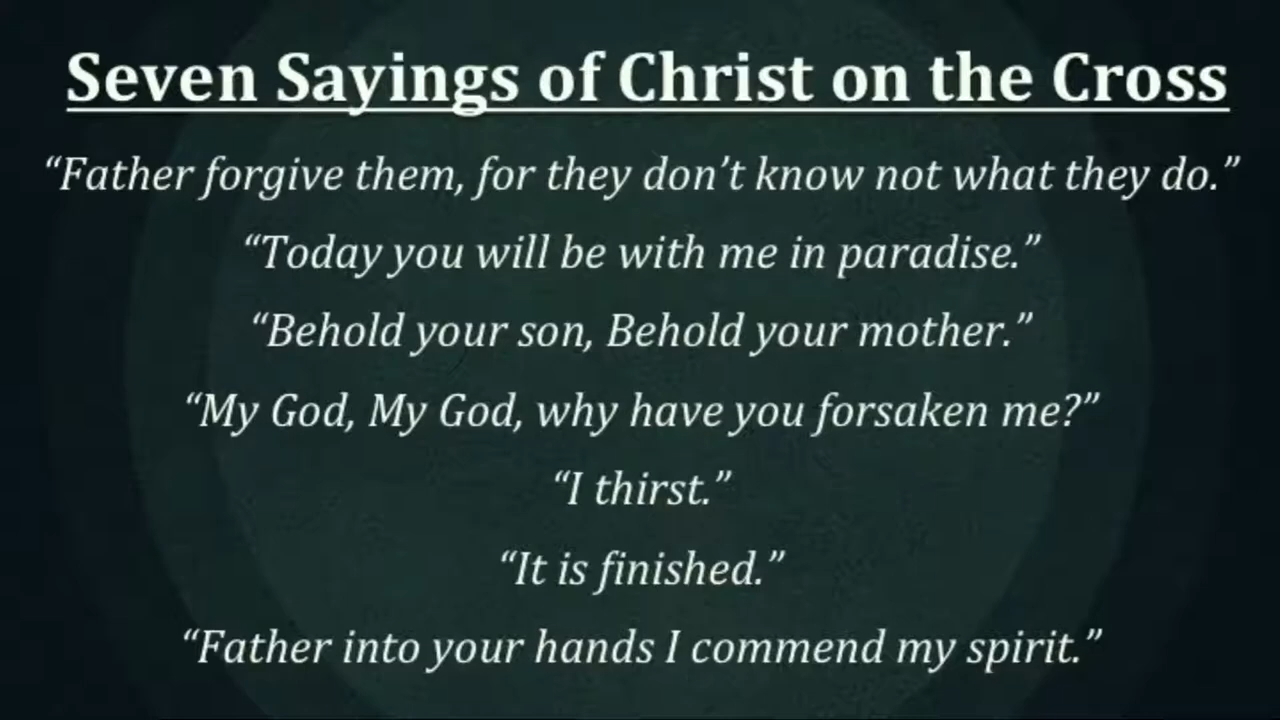 Seven Sayings of Christ on the Cross
“Father forgive them, for they don’t know not what they do.”
“Today you will be with me in paradise.”
“Behold your son, Behold your mother.”
“My God, My God, why have you forsaken me?”
“I thirst.”
“It is finished.”
“Father into your hands I commend my spirit.”